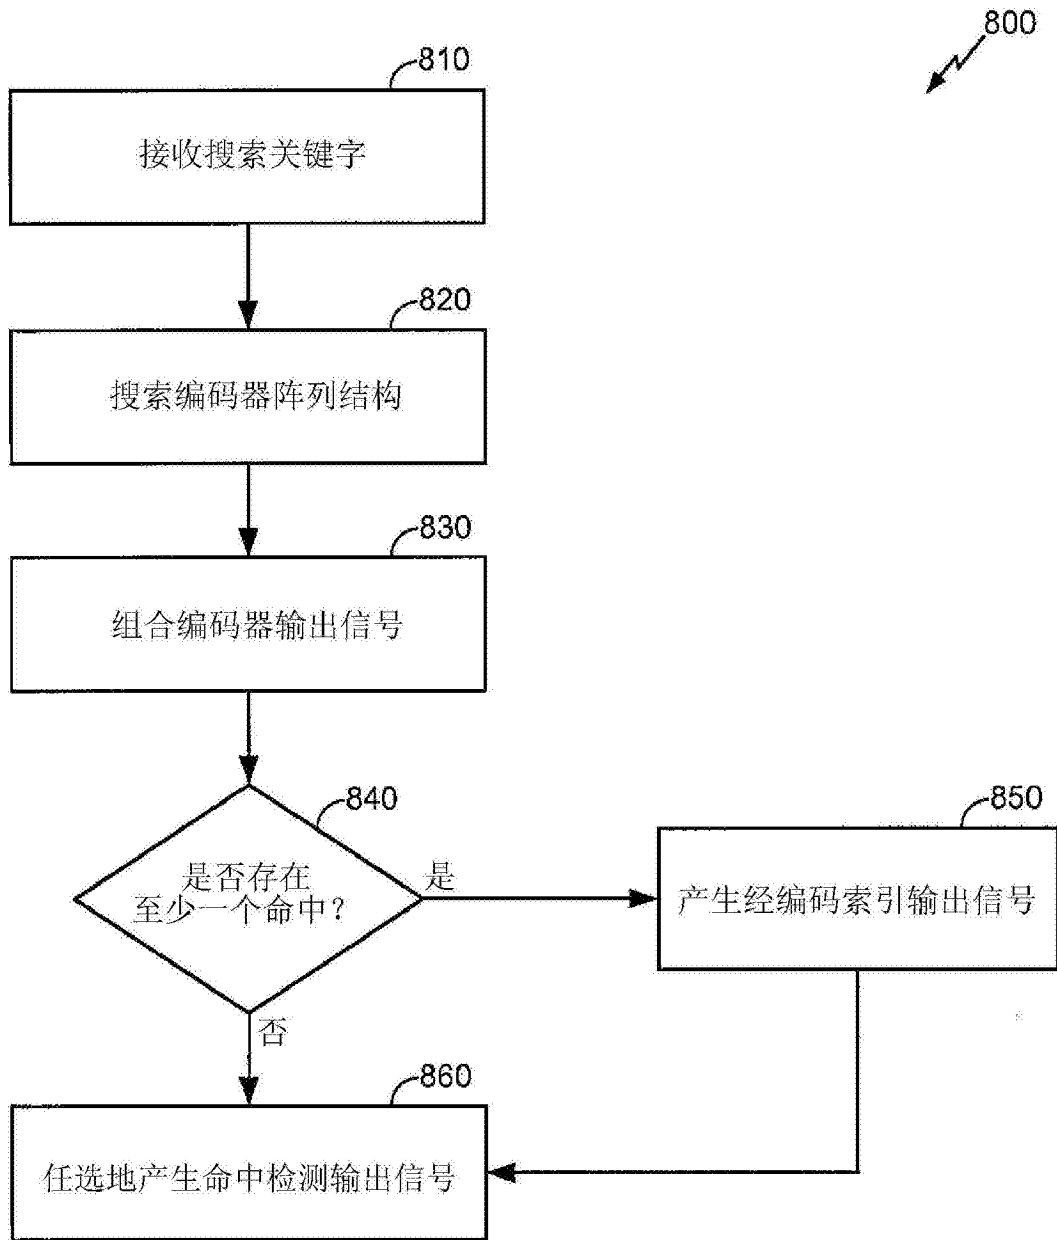 800
810
接收搜索关键字
820
搜索编码器阵列结构
830
组合编码器输出信号
840
是否存在
至少一个命中?
是
850
产生经编码索引输出信号
否
860
任选地产生命中检测输出信号